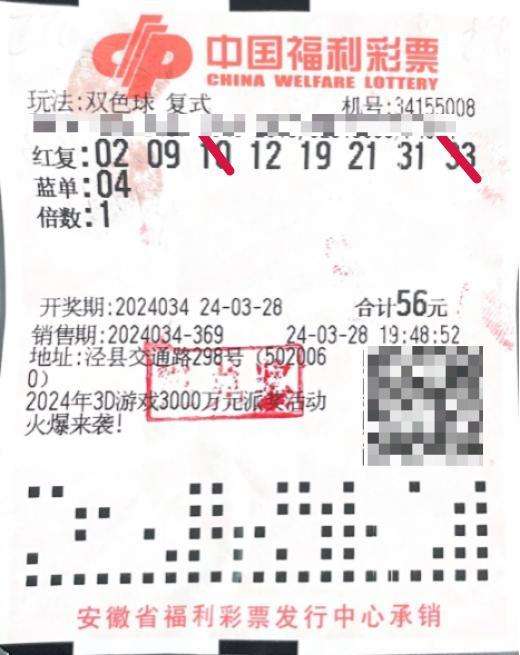 中国福利彩票
CHINA WELFARE LOTTERY
玩法:双色球 复式 机号:34155008
红复:02 09 10 12 19 21 31 33
蓝单:04
倍数:1
开奖期:2024034 24-03-28 合计56元
销售期:2024034-369 24-03-28 19:48:52
地址:泾县交通路298号（502006
0）
2024年3D游戏3000万元派奖活动
火爆来袭!
安徽省福利彩票发行中心承销